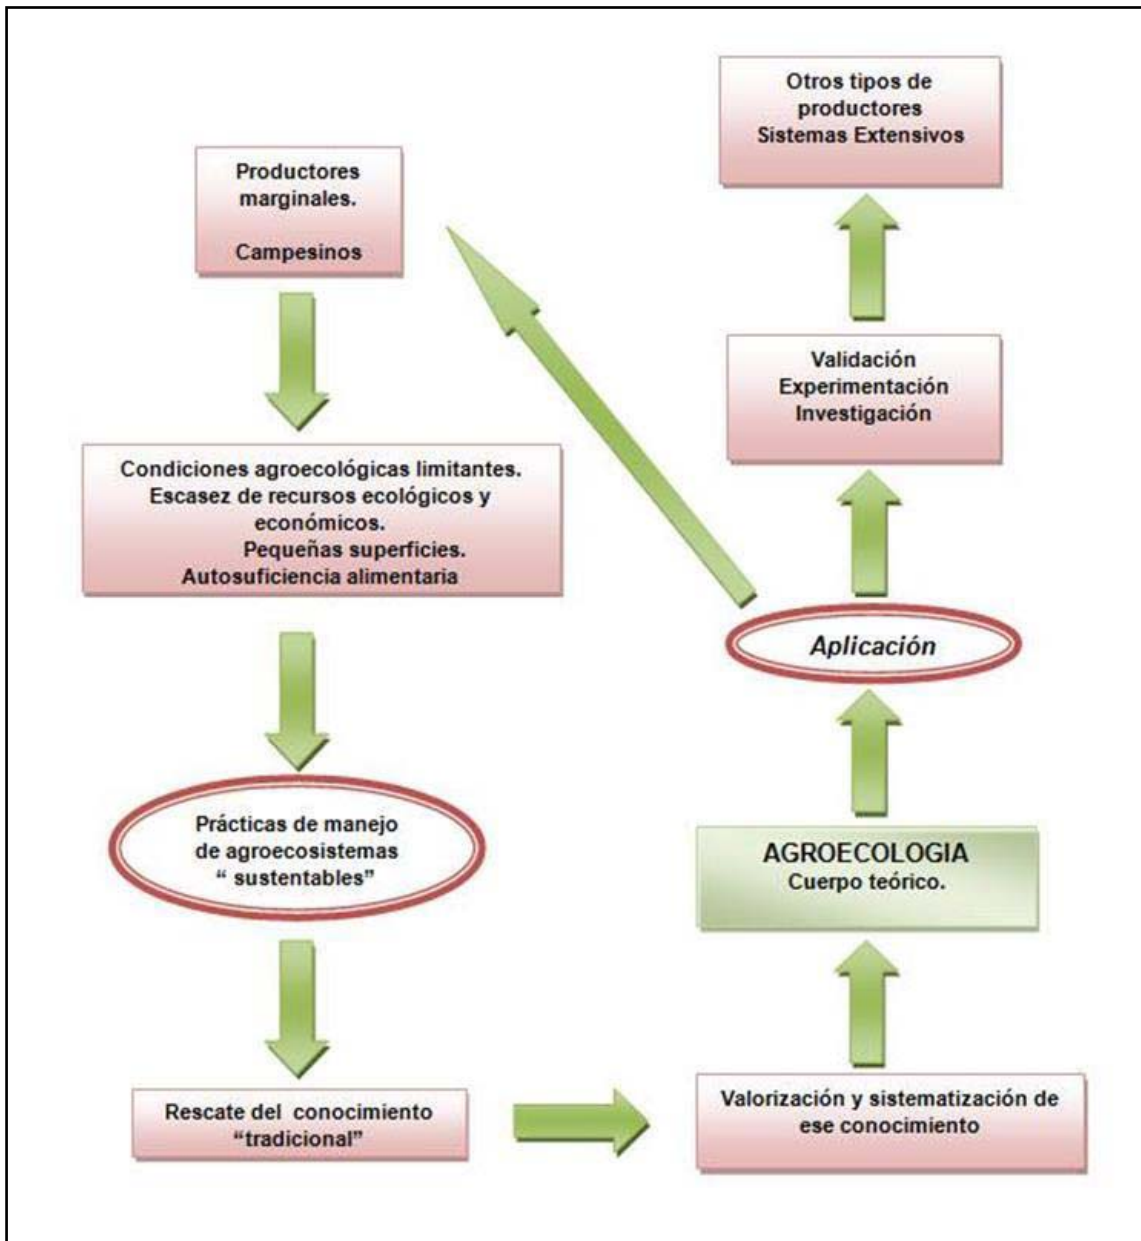 Productores
marginales.
Campesinos
Condiciones agroecológicas limitantes.
Escasez de recursos ecológicos y
económicos.
Pequeñas superficies.
Autosuficiencia alimentaria
Prácticas de manejo
de agroecosistemas
“ sustentables”
Rescate del conocimiento
“tradicional”
Valorización y sistematización de
ese conocimiento
AGROECOLOGIA
Cuerpo teórico.
Aplicación
Validación
Experimentación
Investigación
Otros tipos de
productores
Sistemas Extensivos